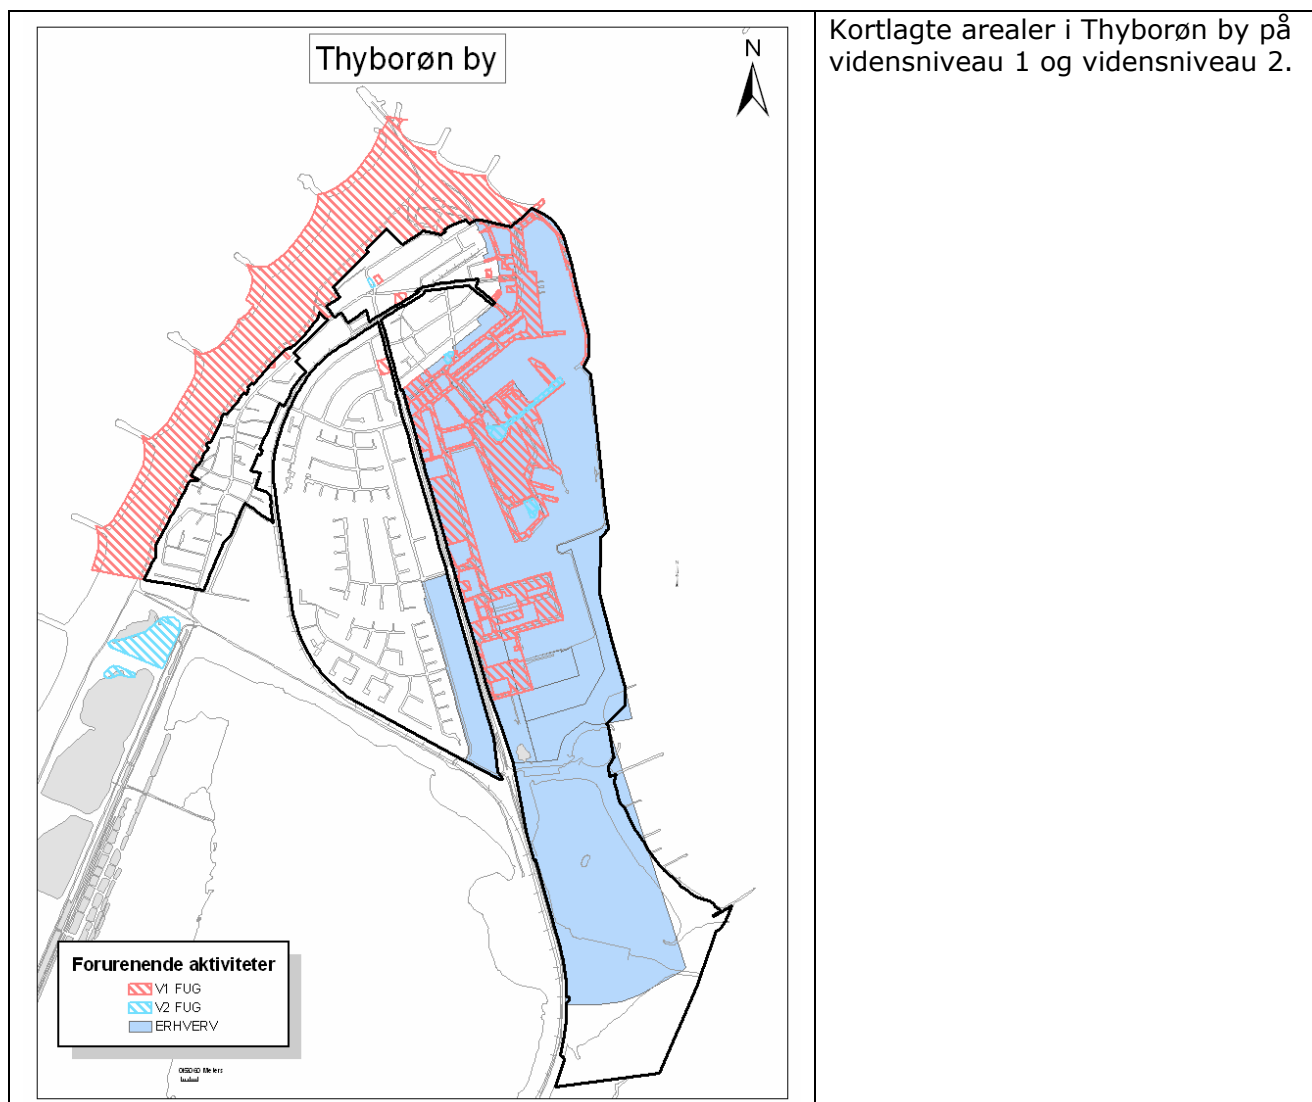 Thyborøn by
N
Kortlagte arealer i Thyborøn by på
vidensniveau 1 og vidensniveau 2.
Forurenende aktiviteter
V1 FUG
V2 FUG
ERHVERV
Meters